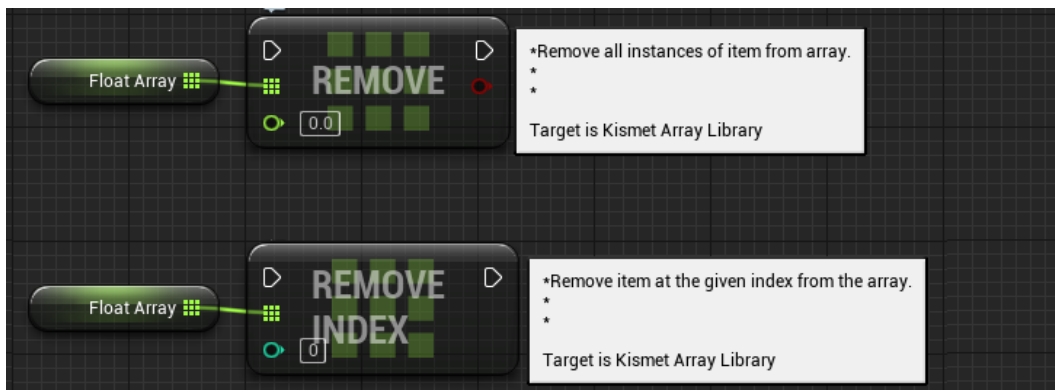 Float Array
REMOVE
0.0
*Remove all instances of item from array.
*
*
Target is Kismet Array Library
Float Array
REMOVE
INDEX
0
*Remove item at the given index from the array.
*
*
Target is Kismet Array Library